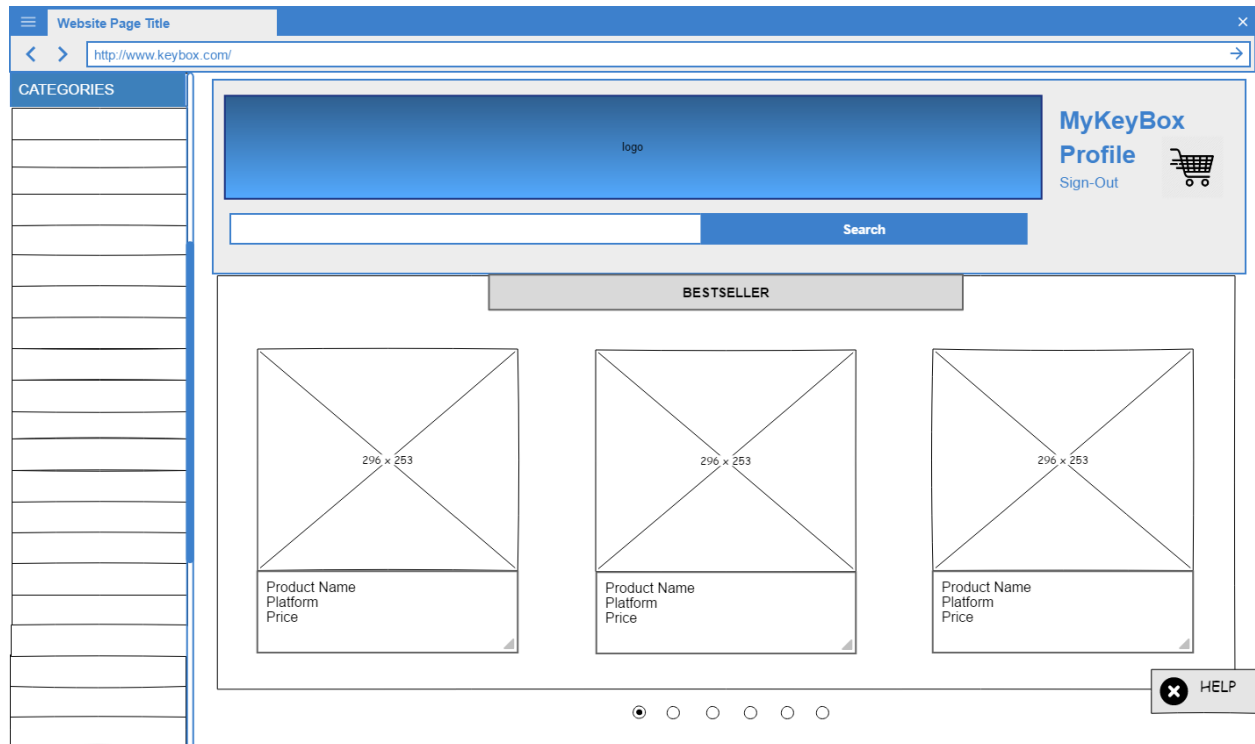 Website Page Title
http://www.keybox.com/
CATEGORIES
logo
MyKeyBox
Profile
Sign-Out
Search
BESTSELLER
296 × 253
296 × 253
296 × 253
Product Name
Platform
Price
Product Name
Platform
Price
Product Name
Platform
Price
HELP